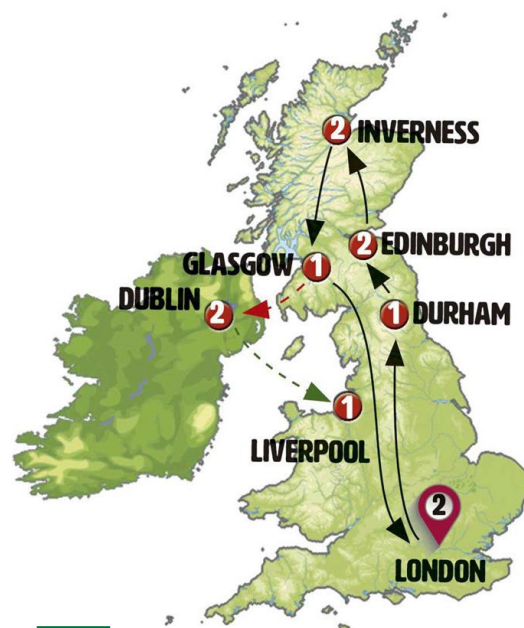 2 INVERNESS
2 EDINBURGH
GLASGOW 1
DUBLIN
2
1 DURHAM
1
LIVERPOOL
2
LONDON